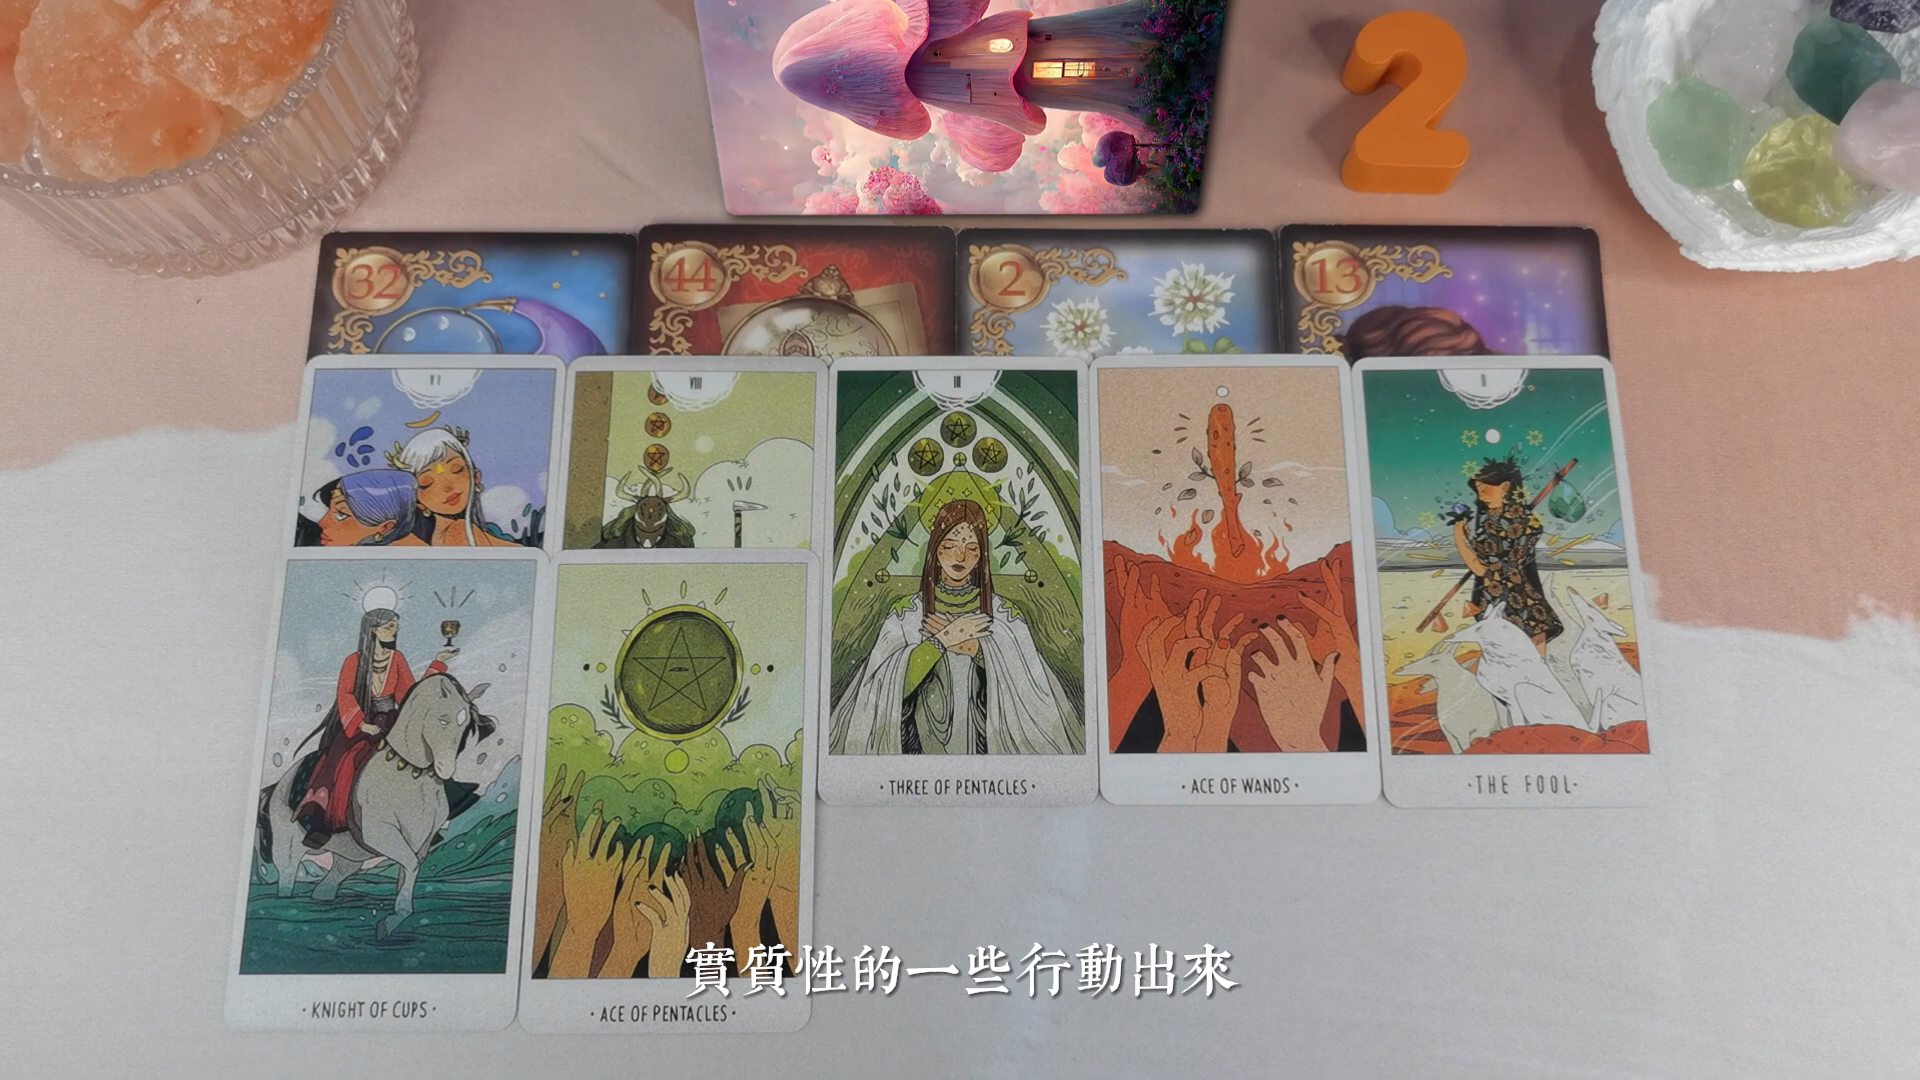 2
32
44
2
13
VI
VIII
III
·THREE OF PENTACLES·
·ACE OF WANDS·
·THE FOOL·
·KNIGHT OF CUPS·
·ACE OF PENTACLES·
實質性的一些行動出來